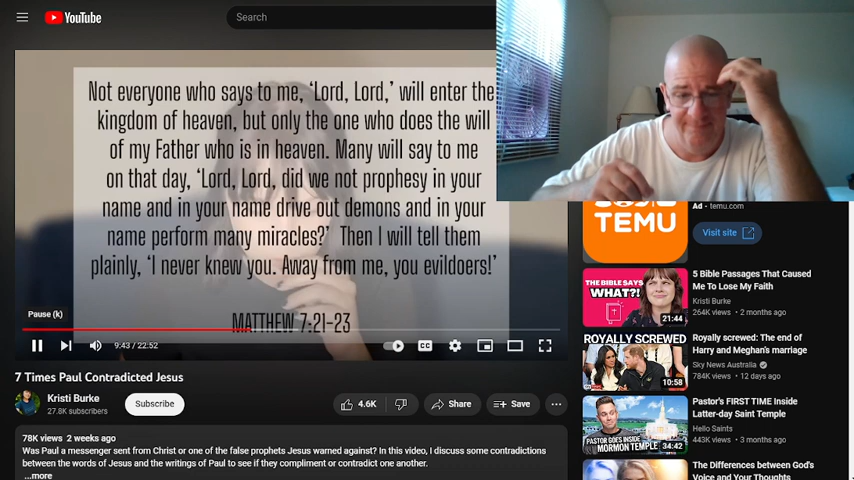 YouTube
Search
Not everyone who says to me, ‘Lord, Lord,’ will enter the
kingdom of heaven, but only the one who does the will
of my Father who is in heaven. Many will say to me
on that day, ‘Lord, Lord, did we not prophesy in your
name and in your name drive out demons and in your
name perform many miracles?’ Then I will tell them
plainly, ‘I never knew you. Away from me, you evildoers!’
MATTHEW 7:21-23
Pause (k)
9:43 / 22:52
CC
7 Times Paul Contradicted Jesus
Kristi Burke
27.8K subscribers
Subscribe
4.6K
Share
Save
78K views 2 weeks ago
Was Paul a messenger sent from Christ or one of the false prophets Jesus warned against? In this video, I discuss some contradictions
between the words of Jesus and the writings of Paul to see if they compliment or contradict one another.
...more
TEMU
Ad - temu.com
Visit site
THE BIBLE SAYS
WHAT?!
21:44
5 Bible Passages That Caused
Me To Lose My Faith
Kristi Burke
264K views • 2 months ago
ROYALLY SCREWED
10:58
Royally screwed: The end of
Harry and Meghan's marriage
Sky News Australia
784K views • 12 days ago
PASTOR GOES INSIDE
MORMON TEMPLE
34:42
Pastor's FIRST TIME Inside
Latter-day Saint Temple
Hello Saints
443K views • 3 months ago
The Differences between God's
Voice and Your Thoughts